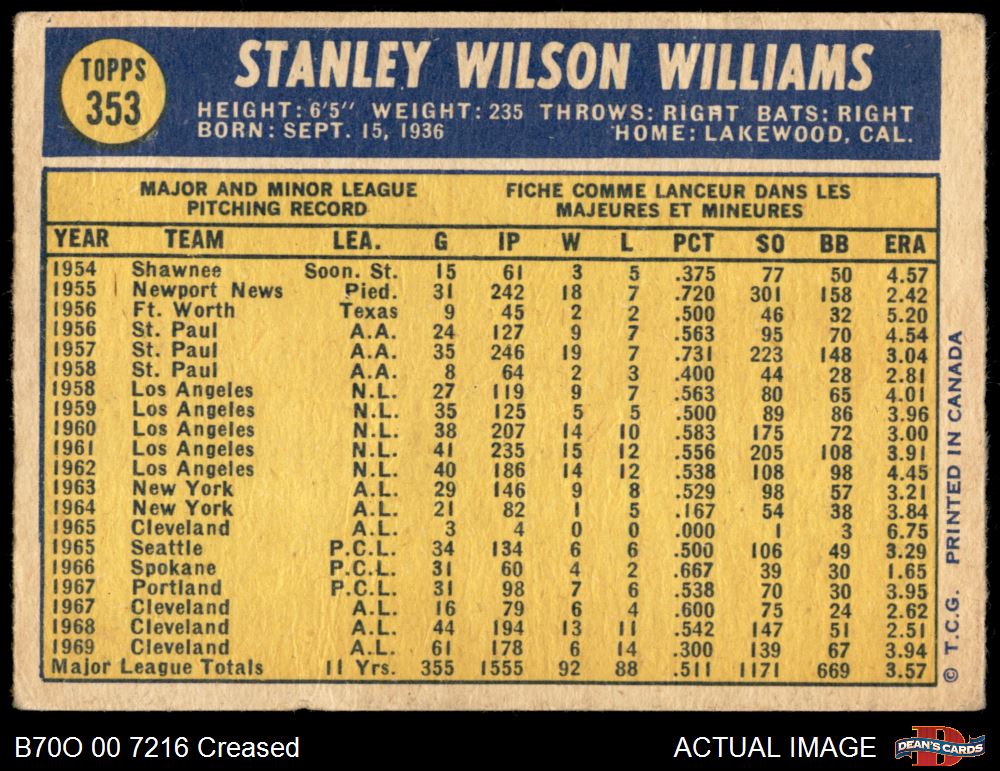 TOPPS
353
STANLEY WILSON WILLIAMS
HEIGHT: 6'5" WEIGHT: 235 THROWS: RIGHT BATS: RIGHT
BORN: SEPT. 15, 1936 HOME: LAKEWOOD, CAL.
MAJOR AND MINOR LEAGUE FICHE COMME LANCEUR DANS LES
PITCHING RECORD MAJEURES ET MINEURES
YEAR TEAM LEA. G IP W L PCT SO BB ERA
1954 Shawnee Soon. St. 15 61 3 5 .375 77 50 4.57
1955 Newport News Pied. 31 242 18 7 .720 301 158 2.42
1956 Ft. Worth Texas 9 45 2 2 .500 46 32 5.20
1956 St. Paul A.A. 24 127 9 7 .563 95 70 4.54
1957 St. Paul A.A. 35 246 19 7 .731 223 148 3.04
1958 St. Paul A.A. 8 64 2 3 .400 44 28 2.81
1958 Los Angeles N.L. 27 119 9 7 .563 80 65 4.01
1959 Los Angeles N.L. 35 125 5 5 .500 89 86 3.96
1960 Los Angeles N.L. 38 207 14 10 .583 175 72 3.00
1961 Los Angeles N.L. 41 235 15 12 .556 205 108 3.91
1962 Los Angeles N.L. 40 186 14 12 .538 108 98 4.45
1963 New York A.L. 29 146 9 8 .529 98 57 3.21
1964 New York A.L. 21 82 1 5 .167 54 38 3.84
1965 Cleveland A.L. 3 4 0 0 .000 1 3 6.75
1965 Seattle P.C.L. 34 134 6 6 .500 106 49 3.29
1966 Spokane P.C.L. 31 60 4 2 .667 39 30 1.65
1967 Portland P.C.L. 31 98 7 6 .538 70 30 3.95
1967 Cleveland A.L. 16 79 6 4 .600 75 24 2.62
1968 Cleveland A.L. 44 194 13 11 .542 147 51 2.51
1969 Cleveland A.L. 61 178 6 14 .300 139 67 3.94
Major League Totals 11 Yrs. 355 1555 92 88 .511 1171 669 3.57
© T.C.G. PRINTED IN CANADA
B70O 00 7216 Creased
ACTUAL IMAGE
D
DEAN'S CARDS